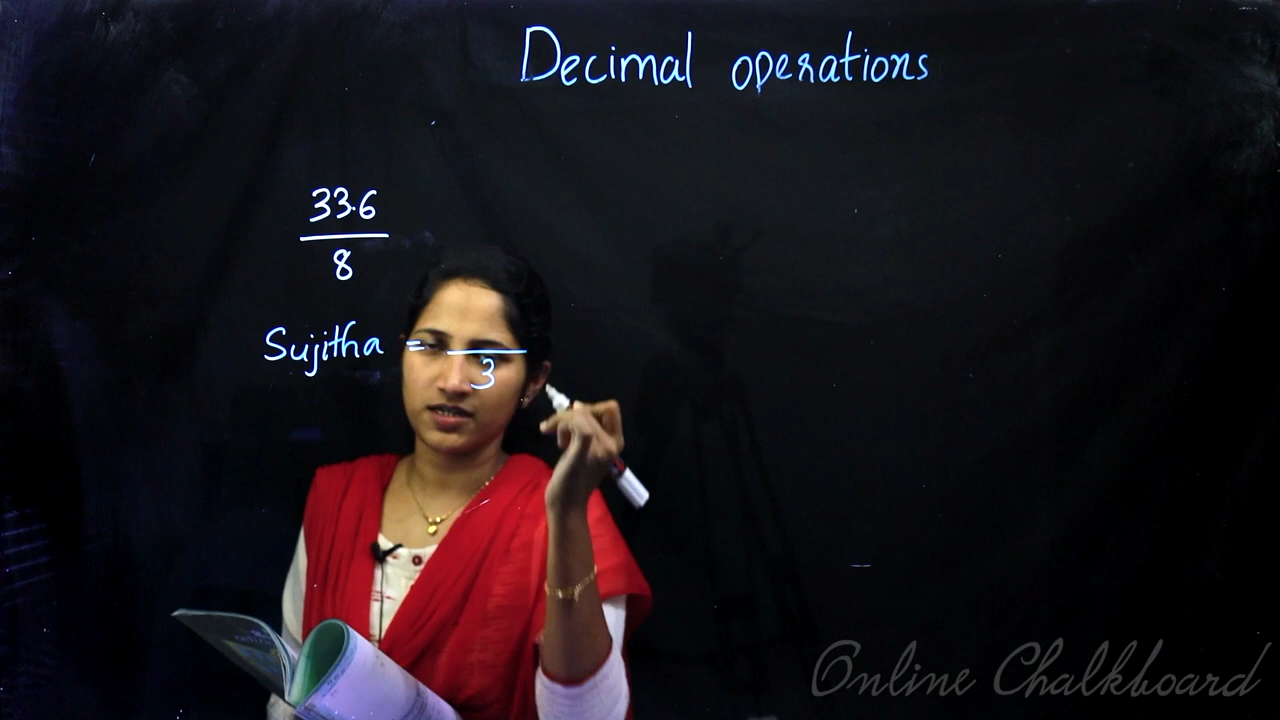 Decimal operations
33.6
8
Sujitha =
3
Online Chalkboard